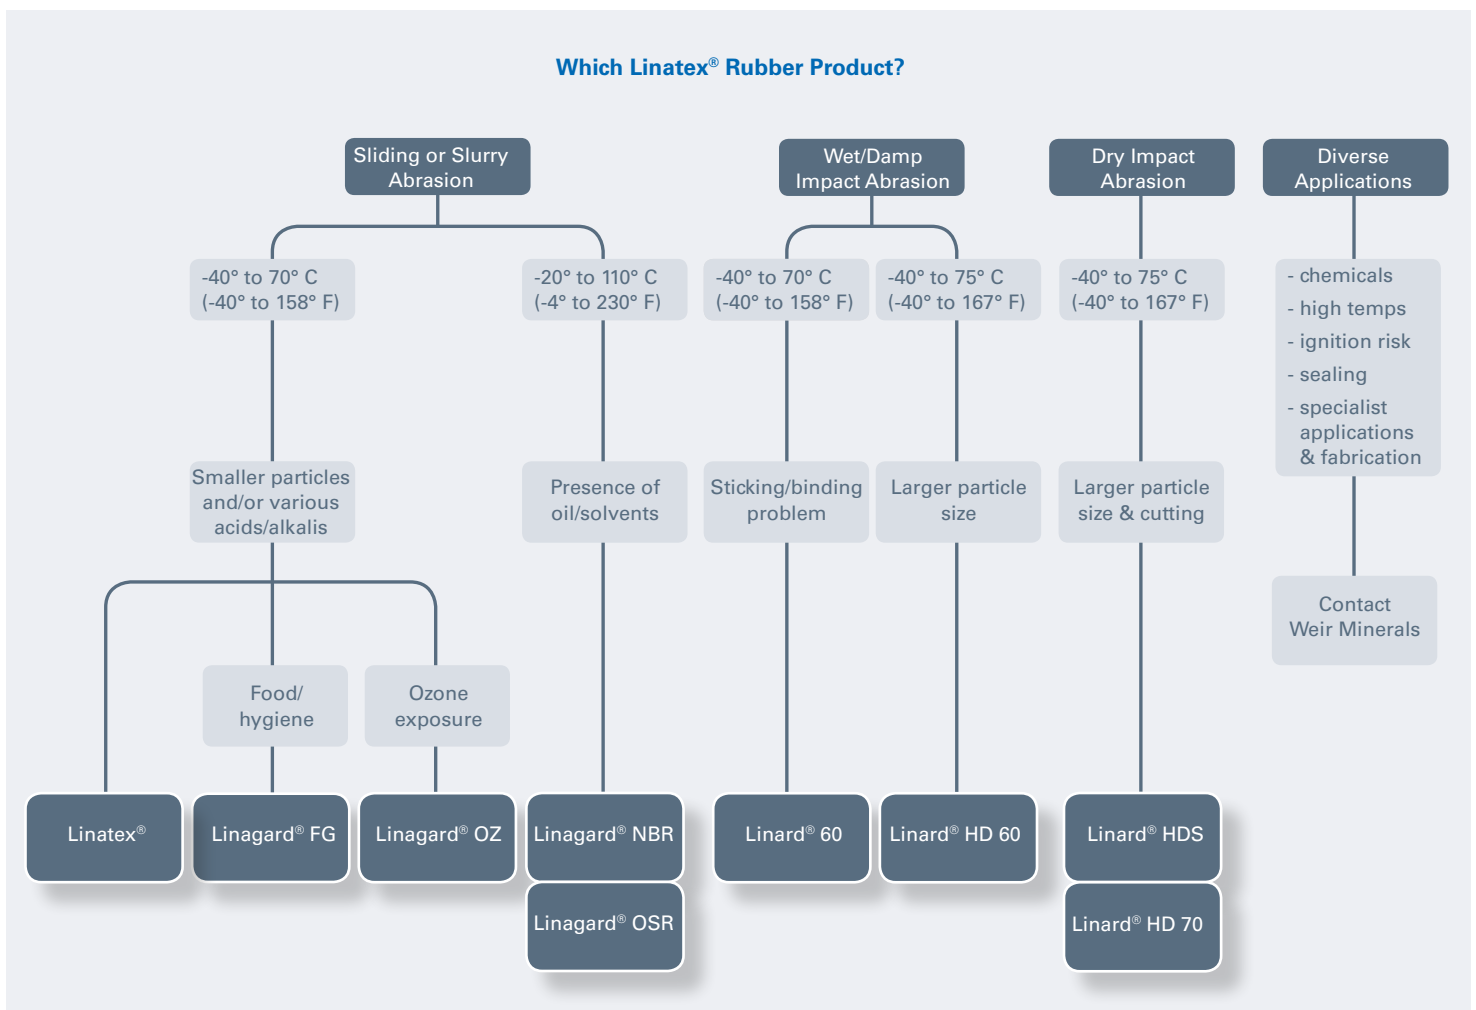 Which Linatex® Rubber Product?
Sliding or Slurry
Abrasion
Wet/Damp
Impact Abrasion
Dry Impact
Abrasion
Diverse
Applications
-40° to 70° C
(-40° to 158° F)
-20° to 110° C
(-4° to 230° F)
-40° to 70° C
(-40° to 158° F)
-40° to 75° C
(-40° to 167° F)
-40° to 75° C
(-40° to 167° F)
- chemicals
- high temps
- ignition risk
- sealing
- specialist
applications
& fabrication
Smaller particles
and/or various
acids/alkalis
Presence of
oil/solvents
Sticking/binding
problem
Larger particle
size
Larger particle
size & cutting
Contact
Weir Minerals
Food/
hygiene
Ozone
exposure
Linatex®
Linagard® FG
Linagard® OZ
Linagard® NBR
Linard® 60
Linard® HD 60
Linard® HDS
Linagard® OSR
Linard® HD 70